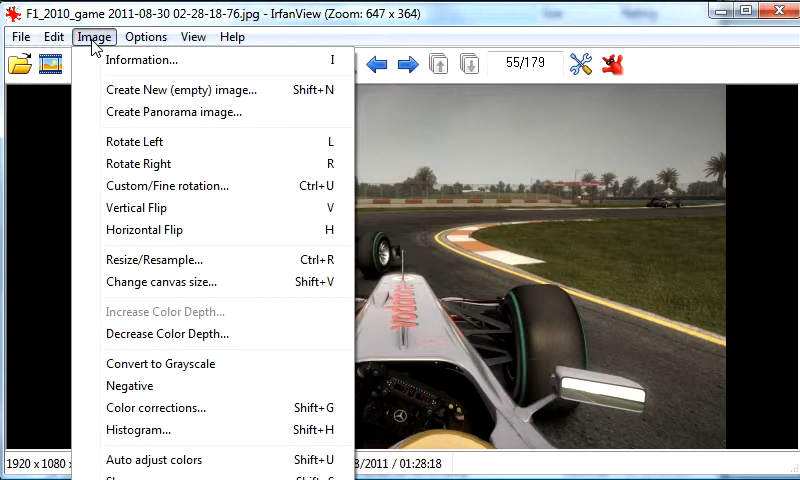 F1_2010_game 2011-08-30 02-28-18-76.jpg - IrfanView (Zoom: 647 x 364)
File Edit Image Options View Help
55/179
Information... I
Create New (empty) image... Shift+N
Create Panorama image...
Rotate Left L
Rotate Right R
Custom/Fine rotation... Ctrl+U
Vertical Flip V
Horizontal Flip H
Resize/Resample... Ctrl+R
Change canvas size... Shift+V
Increase Color Depth...
Decrease Color Depth...
Convert to Grayscale
Negative
Color corrections... Shift+G
Histogram... Shift+H
Auto adjust colors Shift+U
vodafone
1920 x 1080 /2011 / 01:28:18